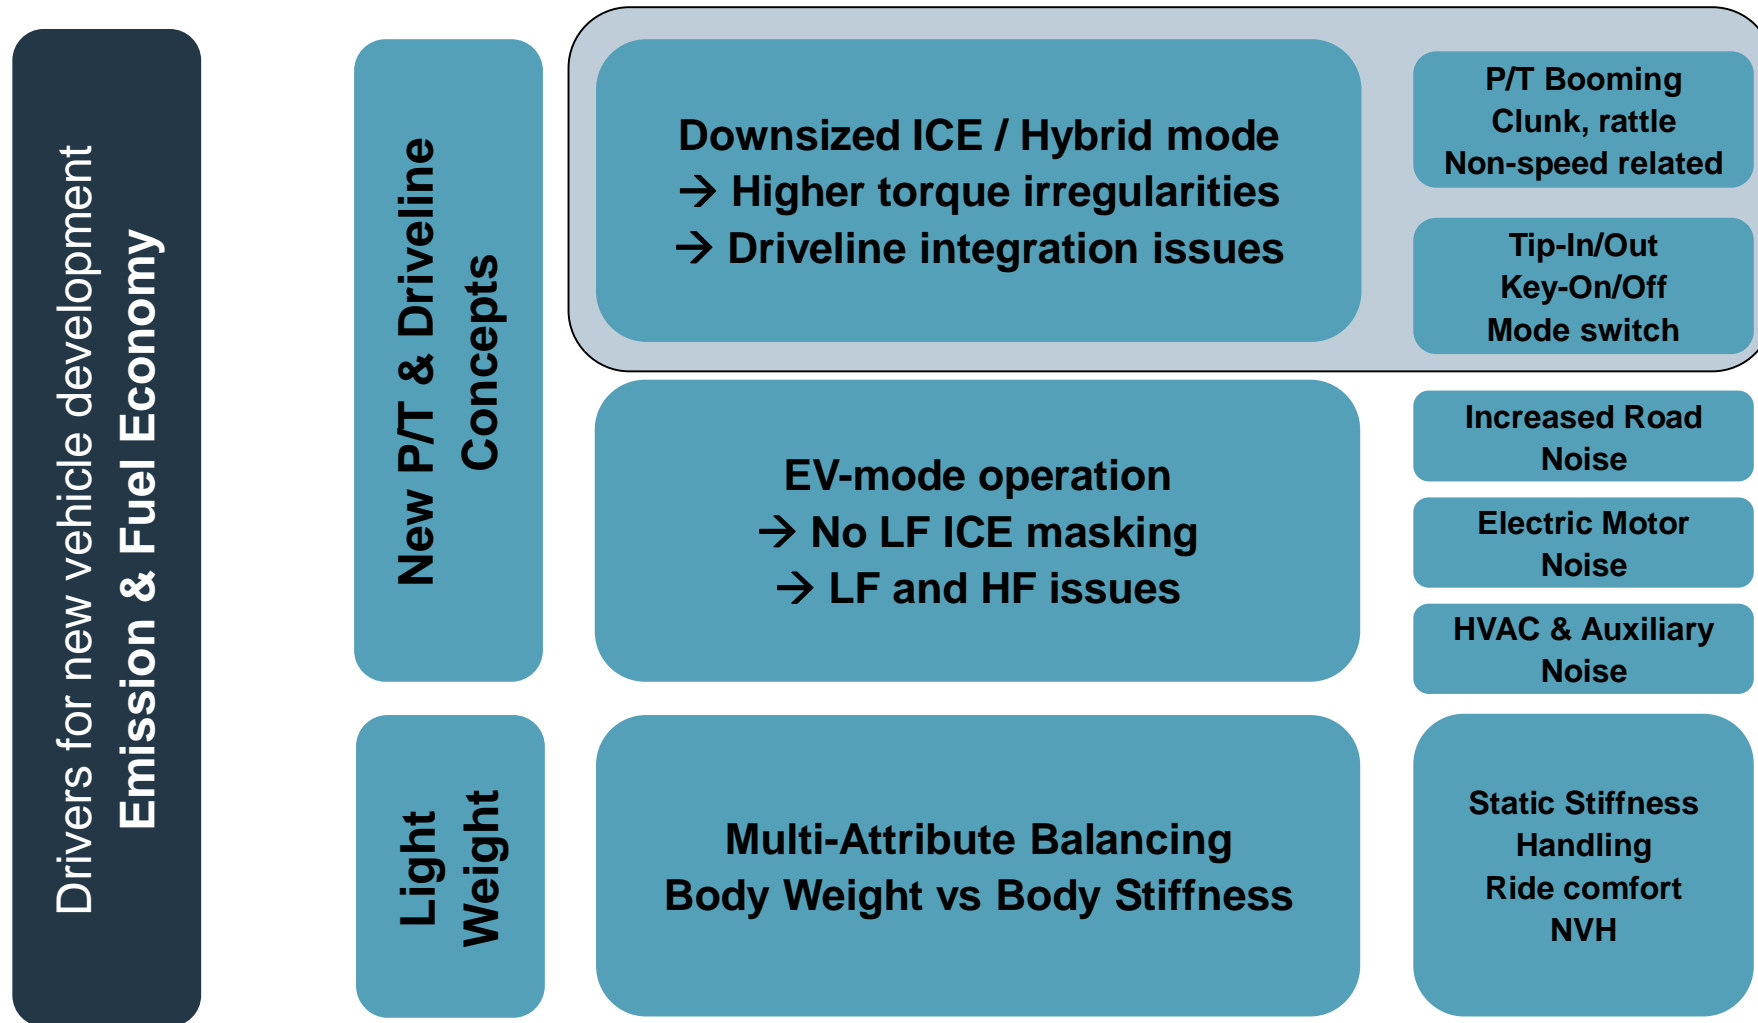 Drivers for new vehicle development
Emission & Fuel Economy
New P/T & Driveline
Concepts
Downsized ICE / Hybrid mode
→ Higher torque irregularities
→ Driveline integration issues
P/T Booming
Clunk, rattle
Non-speed related
Tip-In/Out
Key-On/Off
Mode switch
EV-mode operation
→ No LF ICE masking
→ LF and HF issues
Increased Road
Noise
Electric Motor
Noise
HVAC & Auxiliary
Noise
Light
Weight
Multi-Attribute Balancing
Body Weight vs Body Stiffness
Static Stiffness
Handling
Ride comfort
NVH